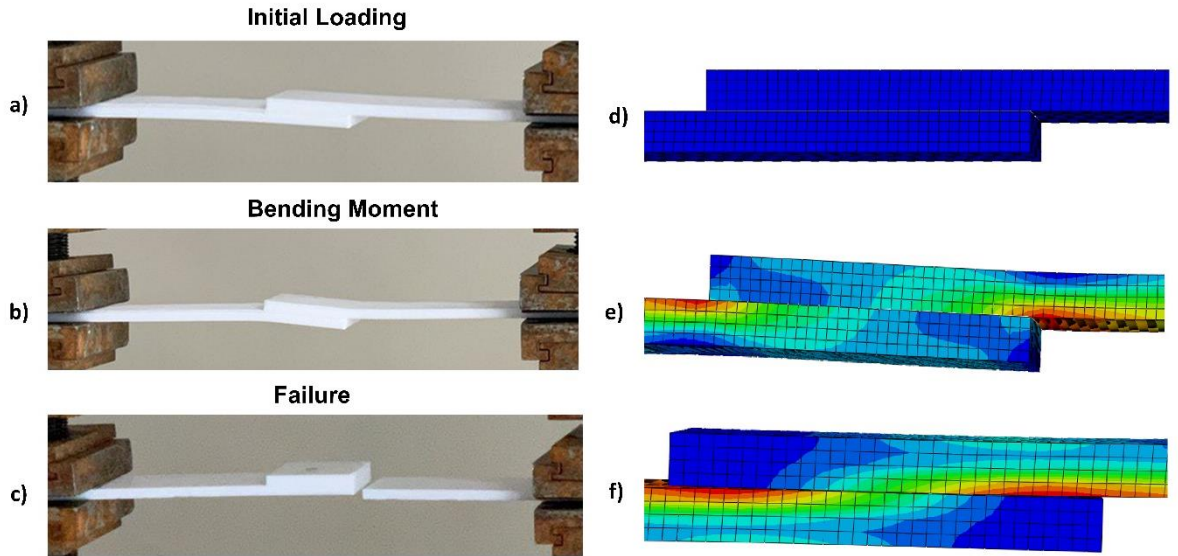 Initial Loading
a)
d)
Bending Moment
b)
e)
Failure
c)
f)